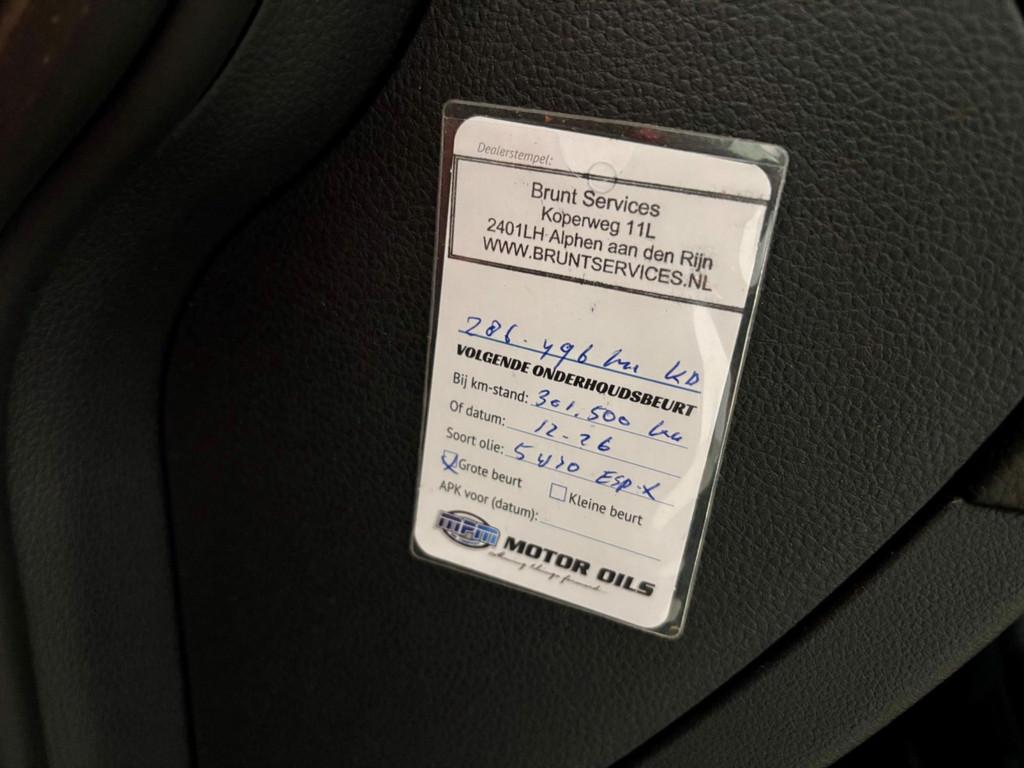 Dealerstempel:
Brunt Services
Koperweg 11L
2401LH Alphen aan den Rijn
WWW.BRUNTSERVICES.NL
286.496 km KD
VOLGENDE ONDERHOUDSBEURT
Bij km-stand: 301.500 km
Of datum: 12-26
Soort olie: 5w30 ESP-X
Grote beurt Kleine beurt
APK voor (datum):
MPM MOTOR OILS